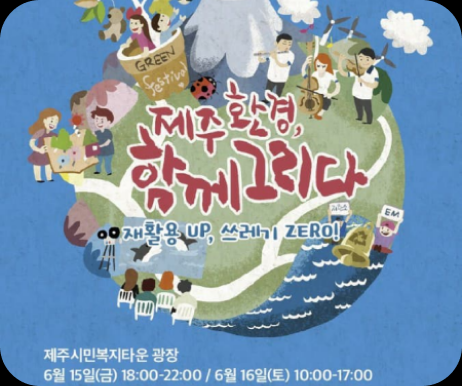 GREEN
festival
제주 환경,
함께 그리다
재활용 UP, 쓰레기 ZERO!
EM
제주시민복지타운 광장
6월 15일(금) 18:00-22:00 / 6월 16일(토) 10:00-17:00